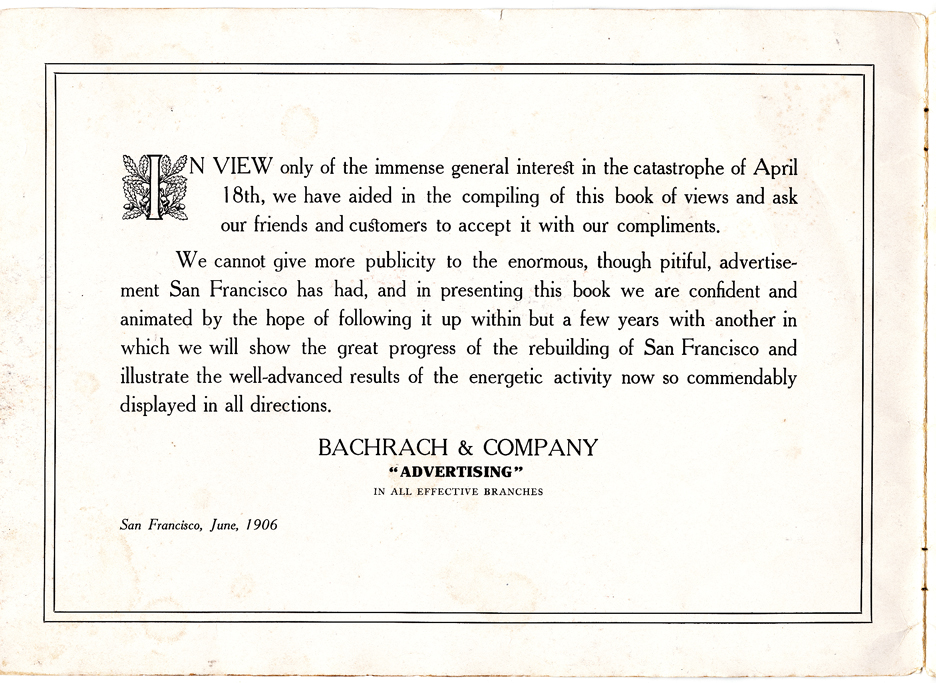 IN VIEW only of the immense general interest in the catastrophe of April
18th, we have aided in the compiling of this book of views and ask
our friends and customers to accept it with our compliments.
We cannot give more publicity to the enormous, though pitiful, advertise-
ment San Francisco has had, and in presenting this book we are confident and
animated by the hope of following it up within but a few years with another in
which we will show the great progress of the rebuilding of San Francisco and
illustrate the well-advanced results of the energetic activity now so commendably
displayed in all directions.
BACHRACH & COMPANY
"ADVERTISING"
IN ALL EFFECTIVE BRANCHES
San Francisco, June, 1906